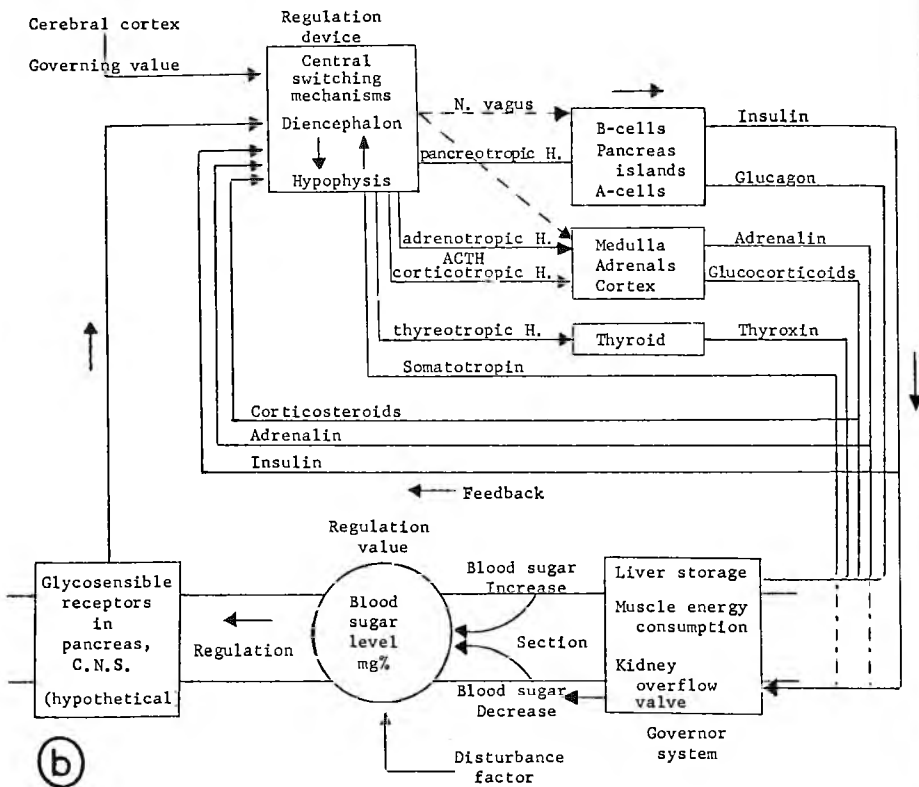 Regulation
device
Cerebral cortex
Governing value
Central
switching
mechanisms
Diencephalon
Hypophysis
N. vagus
pancreotropic H.
B-cells
Pancreas
islands
A-cells
Insulin
Glucagon
adrenotropic H.
ACTH
corticotropic H.
Medulla
Adrenals
Cortex
Adrenalin
Glucocorticoids
thyreotropic H.
Thyroid
Thyroxin
Somatotropin
Corticosteroids
Adrenalin
Insulin
Feedback
Regulation
value
Glycosensible
receptors
in
pancreas,
C.N.S.
(hypothetical
Regulation
Blood
sugar
level
mg%
Blood sugar
Increase
Section
Blood sugar
Decrease
Liver storage
Muscle energy
consumption
Kidney
overflow
valve
Governor
system
Disturbance
factor
b